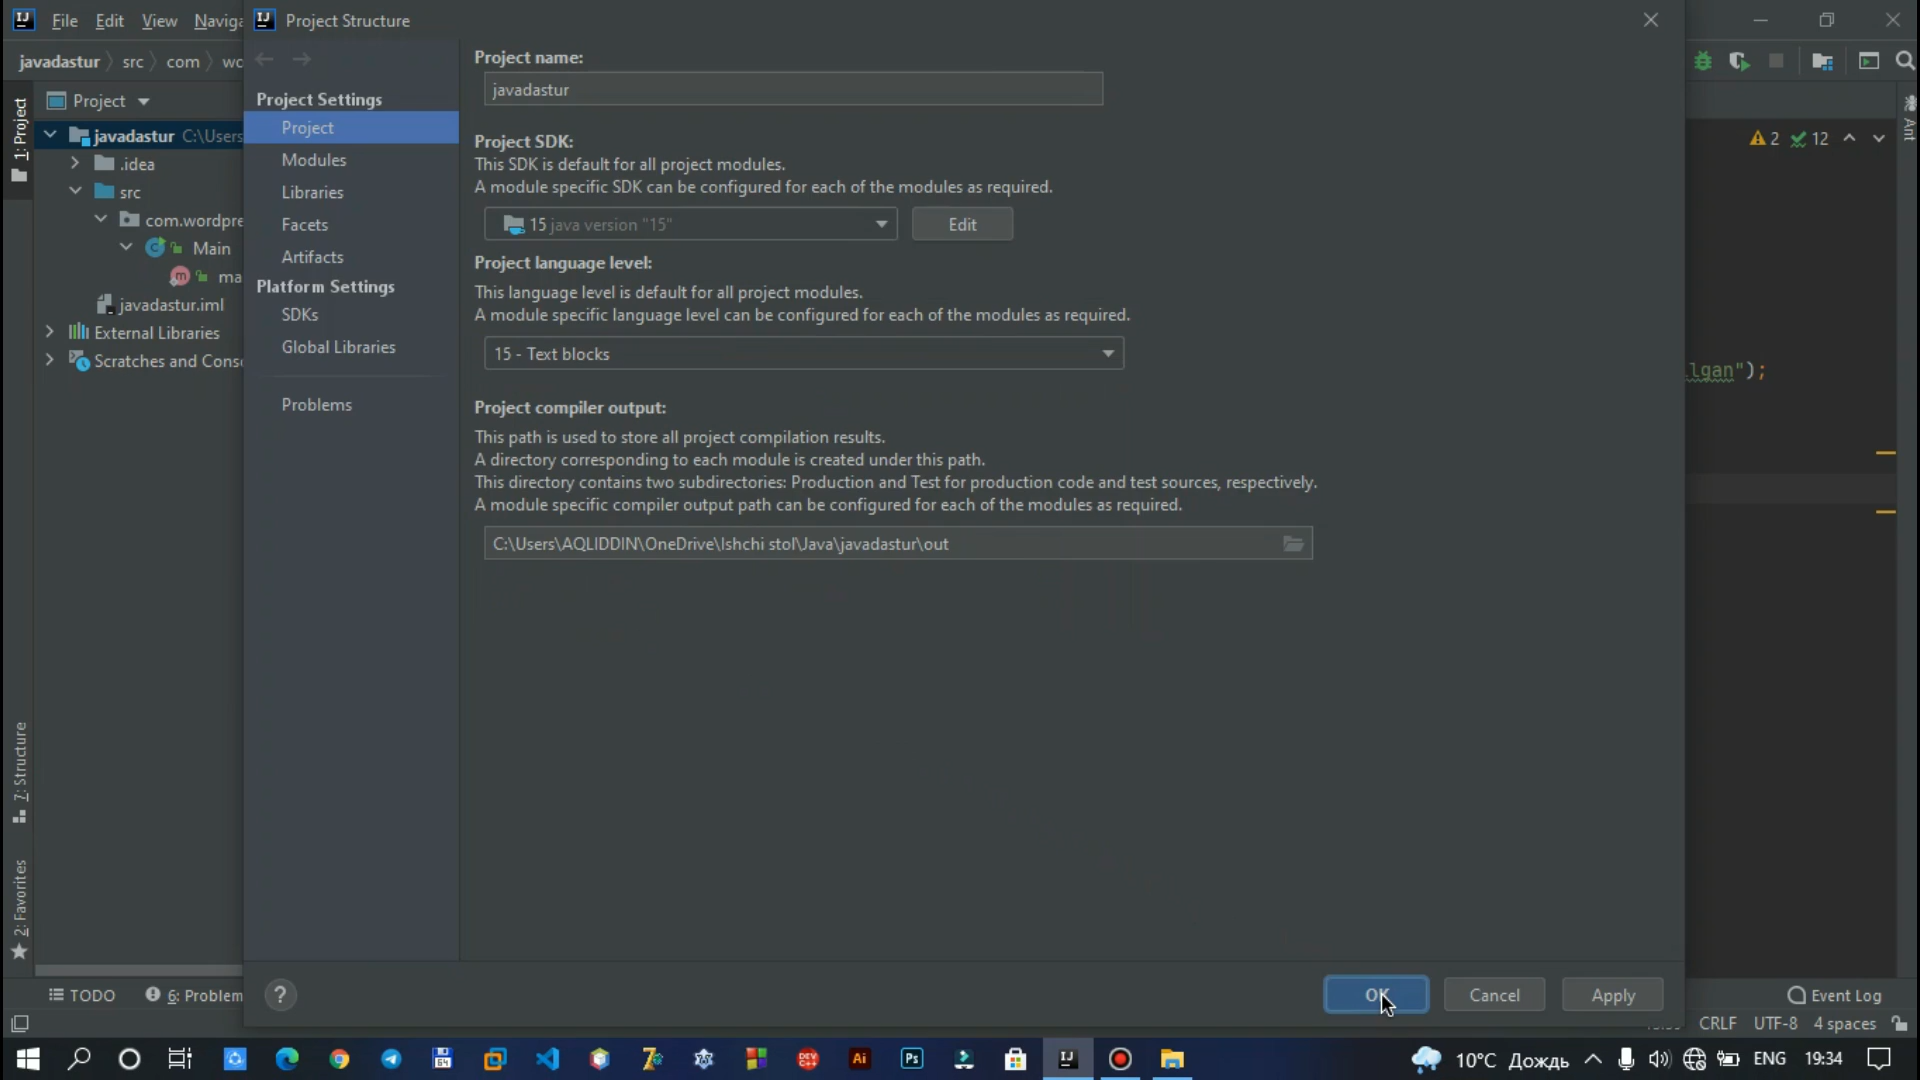 File Edit View Naviga
Project Structure
javadastur src com wo
Project
javadastur C:\Users
.idea
src
com.wordpre
Main
ma
javadastur.iml
External Libraries
Scratches and Conso
1: Project
7: Structure
2: Favorites
Project Settings
Project
Modules
Libraries
Facets
Artifacts
Platform Settings
SDKs
Global Libraries
Problems
Project name:
javadastur
Project SDK:
This SDK is default for all project modules.
A module specific SDK can be configured for each of the modules as required.
15 java version "15"
Edit
Project language level:
This language level is default for all project modules.
A module specific language level can be configured for each of the modules as required.
15 - Text blocks
Project compiler output:
This path is used to store all project compilation results.
A directory corresponding to each module is created under this path.
This directory contains two subdirectories: Production and Test for production code and test sources, respectively.
A module specific compiler output path can be configured for each of the modules as required.
C:\Users\AQLIDDIN\OneDrive\Ishchi stol\Java\javadastur\out
2 12
Ant
lgan");
?
OK Cancel Apply
TODO 6: Problem
Event Log
CRLF UTF-8 4 spaces
10°C Дождь ENG 19:34